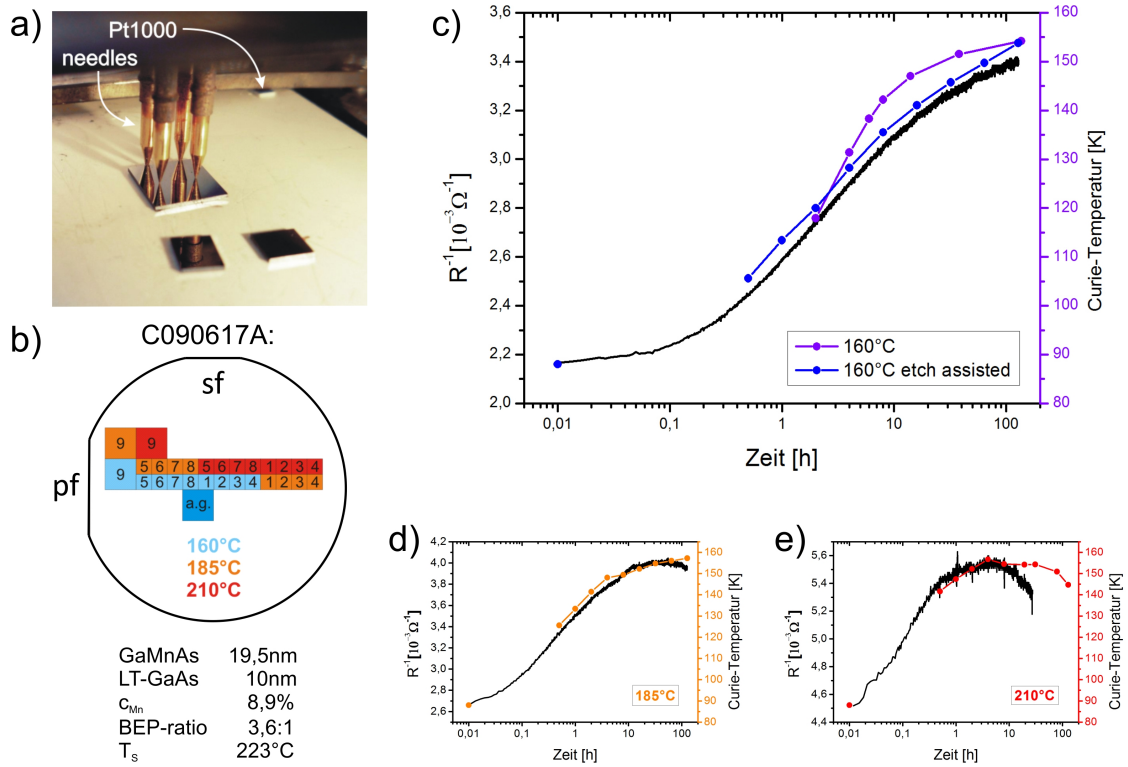 a)
Pt1000
needles
b)
C090617A:
sf
pf
9 9
9 5 6 7 8 5 6 7 8 1 2 3 4
5 6 7 8 1 2 3 4 1 2 3 4
a.g.
160°C
185°C
210°C
GaMnAs 19,5nm
LT-GaAs 10nm
c_Mn 8,9%
BEP-ratio 3,6:1
T_S 223°C
c)
3,6
3,4
3,2
3,0
2,8
2,6
2,4
2,2
2,0
R⁻¹[10⁻³Ω⁻¹]
160
150
140
130
120
110
100
90
80
Curie-Temperatur [K]
160°C
160°C etch assisted
0,01 0,1 1 10 100
Zeit [h]
d)
4,2
4,0
3,8
3,6
3,4
3,2
3,0
2,8
2,6
R⁻¹[10⁻³Ω⁻¹]
160
150
140
130
120
110
100
90
80
Curie-Temperatur [K]
185°C
0,01 0,1 1 10 100
Zeit [h]
e)
5,6
5,4
5,2
5,0
4,8
4,6
4,4
R⁻¹[10⁻³Ω⁻¹]
160
155
150
145
140
135
130
125
120
115
110
105
100
95
90
85
80
Curie-Temperatur [K]
210°C
0,01 0,1 1 10 100
Zeit [h]